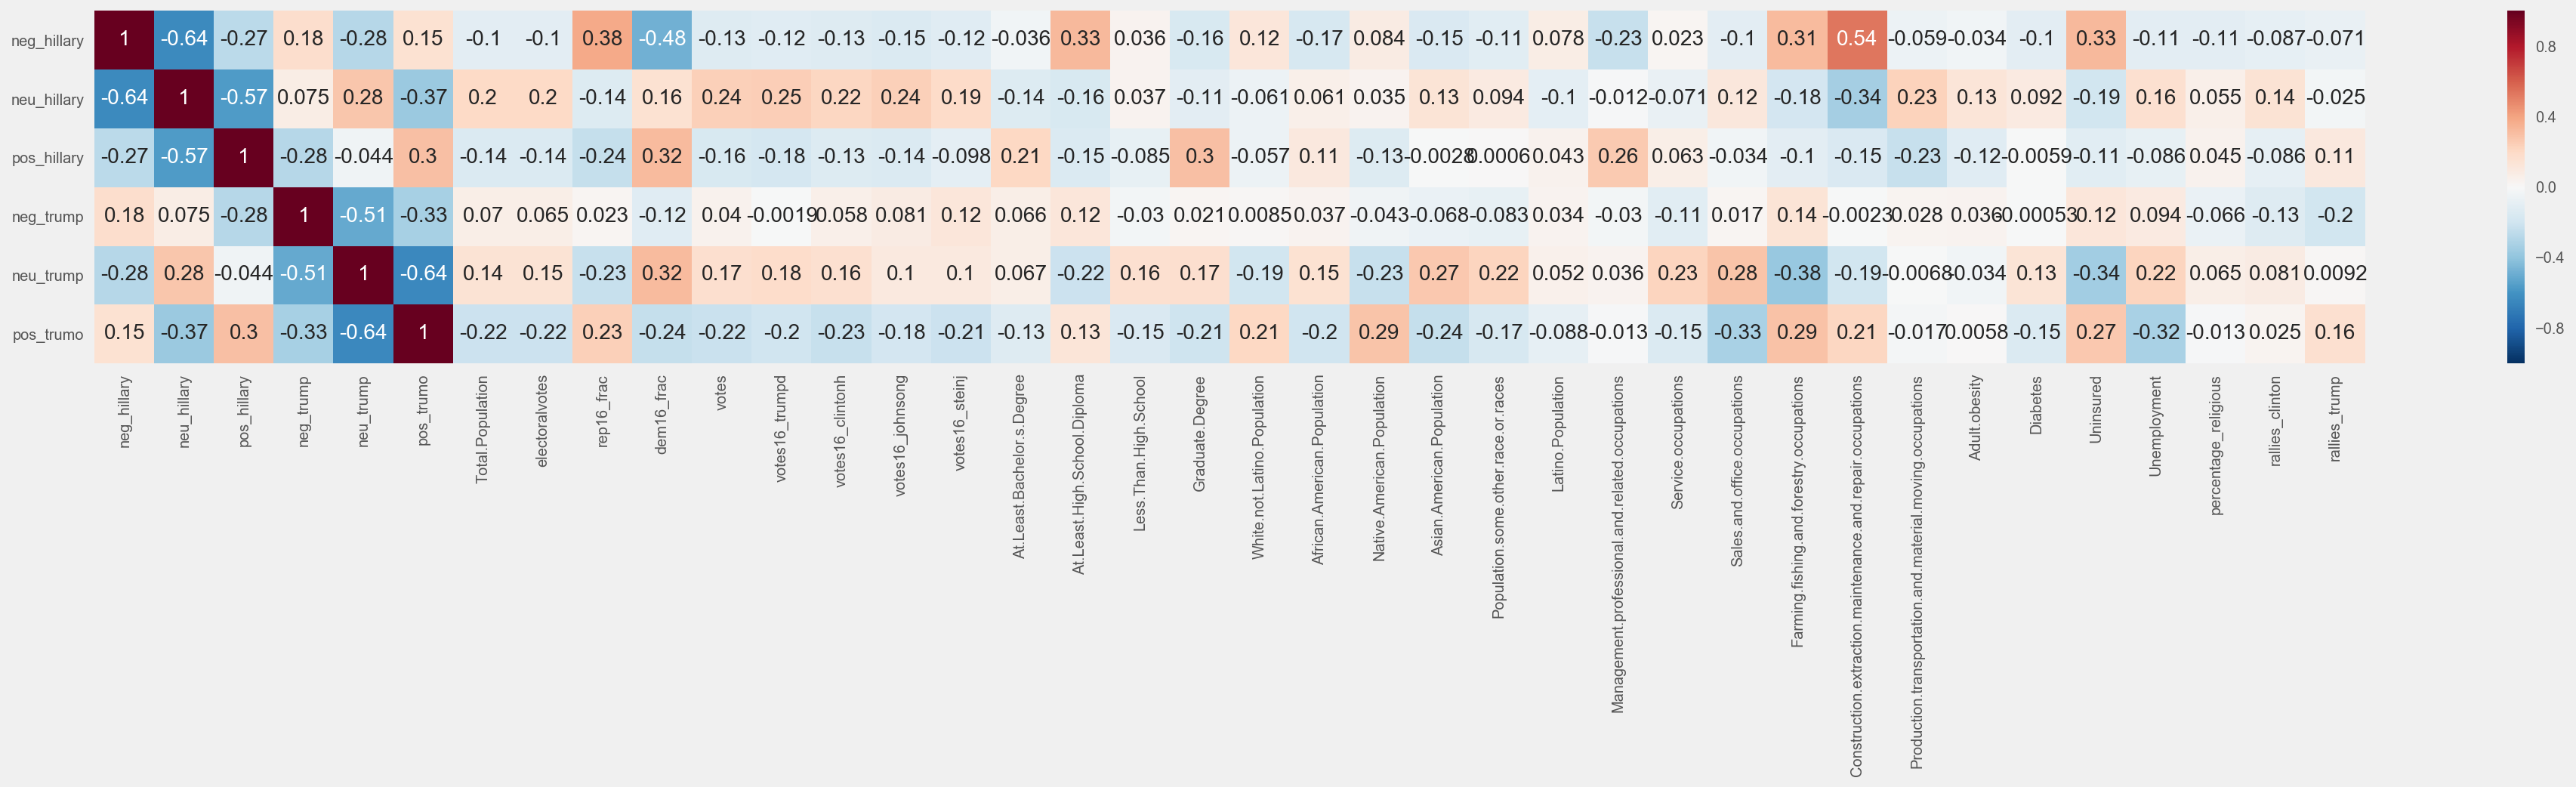 neg_hillary 1 -0.64 -0.27 0.18 -0.28 0.15 -0.1 -0.1 0.38 -0.48 -0.13 -0.12 -0.13 -0.15 -0.12 -0.036 0.33 0.036 -0.16 0.12 -0.17 0.084 -0.15 -0.11 0.078 -0.23 0.023 -0.1 0.31 0.54 -0.059 -0.034 -0.1 0.33 -0.11 -0.11 -0.087 -0.071
neu_hillary -0.64 1 -0.57 0.075 0.28 -0.37 0.2 0.2 -0.14 0.16 0.24 0.25 0.22 0.24 0.19 -0.14 -0.16 0.037 -0.11 -0.061 0.061 0.035 0.13 0.094 -0.1 -0.012 -0.071 0.12 -0.18 -0.34 0.23 0.13 0.092 -0.19 0.16 0.055 0.14 -0.025
pos_hillary -0.27 -0.57 1 -0.28 -0.044 0.3 -0.14 -0.14 -0.24 0.32 -0.16 -0.18 -0.13 -0.14 -0.098 0.21 -0.15 -0.085 0.3 -0.057 0.11 -0.13 -0.0028 0.043 0.26 0.063 -0.034 -0.1 -0.15 -0.23 -0.12 -0.0059 -0.11 -0.086 0.045 -0.086 0.11
neg_trump 0.18 0.075 -0.28 1 -0.51 -0.33 0.07 0.065 0.023 -0.12 0.04 -0.0019 0.058 0.081 0.12 0.066 0.12 -0.03 0.021 0.0085 0.037 -0.043 -0.068 -0.083 0.034 -0.03 -0.11 0.017 0.14 -0.0023 0.036 -0.00053 0.12 0.094 -0.066 -0.13 -0.2
neu_trump -0.28 0.28 -0.044 -0.51 1 -0.64 0.14 0.15 -0.23 0.32 0.17 0.18 0.16 0.1 0.1 0.067 -0.22 0.16 0.17 -0.19 0.15 -0.23 0.27 0.22 0.052 0.036 0.23 0.28 -0.38 -0.19 -0.0068 -0.034 0.13 -0.34 0.22 0.065 0.081 0.0092
pos_trumo 0.15 -0.37 0.3 -0.33 -0.64 1 -0.22 -0.22 0.23 -0.24 -0.22 -0.2 -0.23 -0.18 -0.21 -0.13 0.13 -0.15 -0.21 0.21 -0.2 0.29 -0.24 -0.17 -0.088 -0.013 -0.15 -0.33 0.29 0.21 -0.017 0.0058 -0.15 0.27 -0.32 -0.013 0.025 0.16
neg_hillary
neu_hillary
pos_hillary
neg_trump
neu_trump
pos_trumo
Total.Population
electoralvotes
rep16_frac
dem16_frac
votes
votes16_trumpd
votes16_clintonh
votes16_johnsong
votes16_steinj
At.Least.Bachelor.s.Degree
At.Least.High.School.Diploma
Less.Than.High.School
Graduate.Degree
White.not.Latino.Population
African.American.Population
Native.American.Population
Asian.American.Population
Population.some.other.race.or.races
Latino.Population
Management.professional.and.related.occupations
Service.occupations
Sales.and.office.occupations
Farming.fishing.and.forestry.occupations
Construction.extraction.maintenance.and.repair.occupations
Production.transportation.and.material.moving.occupations
Adult.obesity
Diabetes
Uninsured
Unemployment
percentage_religious
rallies_clinton
rallies_trump
0.8
0.4
0.0
−0.4
−0.8